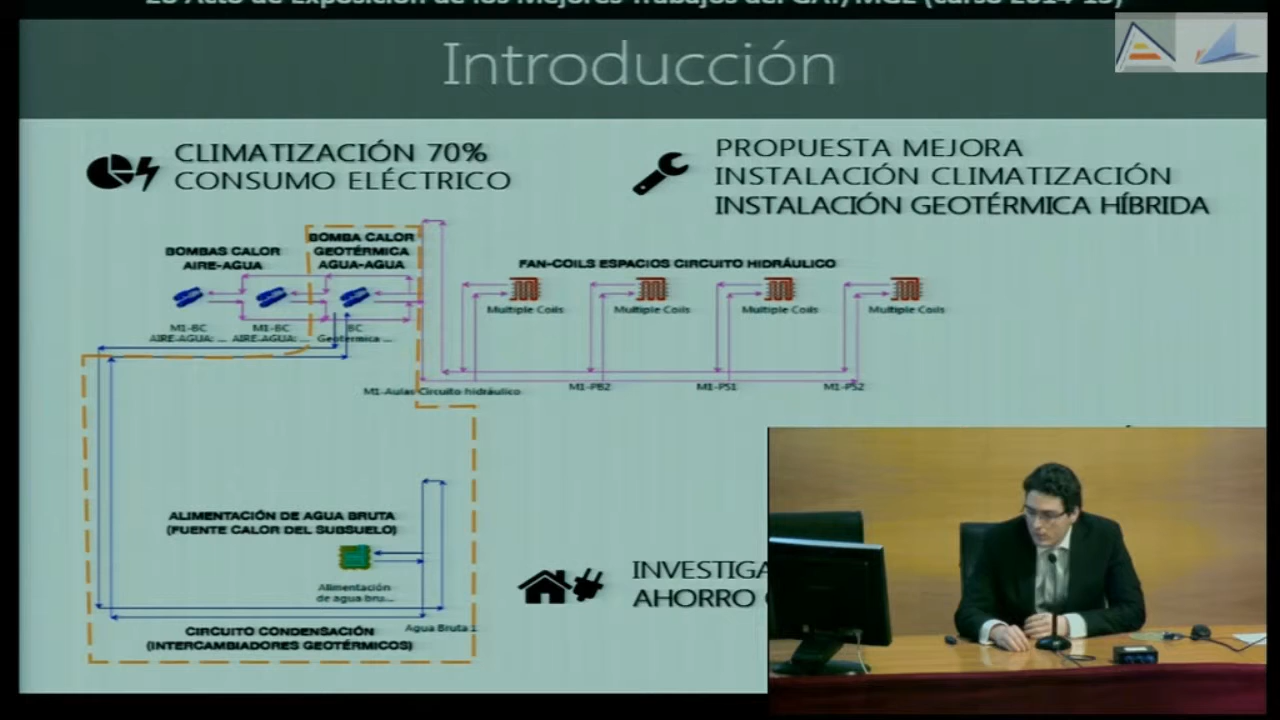 Introducción
CLIMATIZACIÓN 70%
CONSUMO ELÉCTRICO
PROPUESTA MEJORA
INSTALACIÓN CLIMATIZACIÓN
INSTALACIÓN GEOTÉRMICA HÍBRIDA
BOMBAS CALOR
AIRE-AGUA
BOMBA CALOR
GEOTÉRMICA
AGUA-AGUA
FAN-COILS ESPACIOS CIRCUITO HIDRÁULICO
Multiple Coils
Multiple Coils
Multiple Coils
Multiple Coils
M1-BC
AIRE-AGUA: ...
M1-BC
AIRE-AGUA: ...
BC
Geotermica ...
M1-Aulas Circuito hidráulico
M1-PB2
M1-PS1
M1-PS2
ALIMENTACIÓN DE AGUA BRUTA
(FUENTE CALOR DEL SUBSUELO)
Alimentación
de agua bru...
Agua Bruta 1
CIRCUITO CONDENSACIÓN
(INTERCAMBIADORES GEOTÉRMICOS)
INVESTIGA
AHORRO